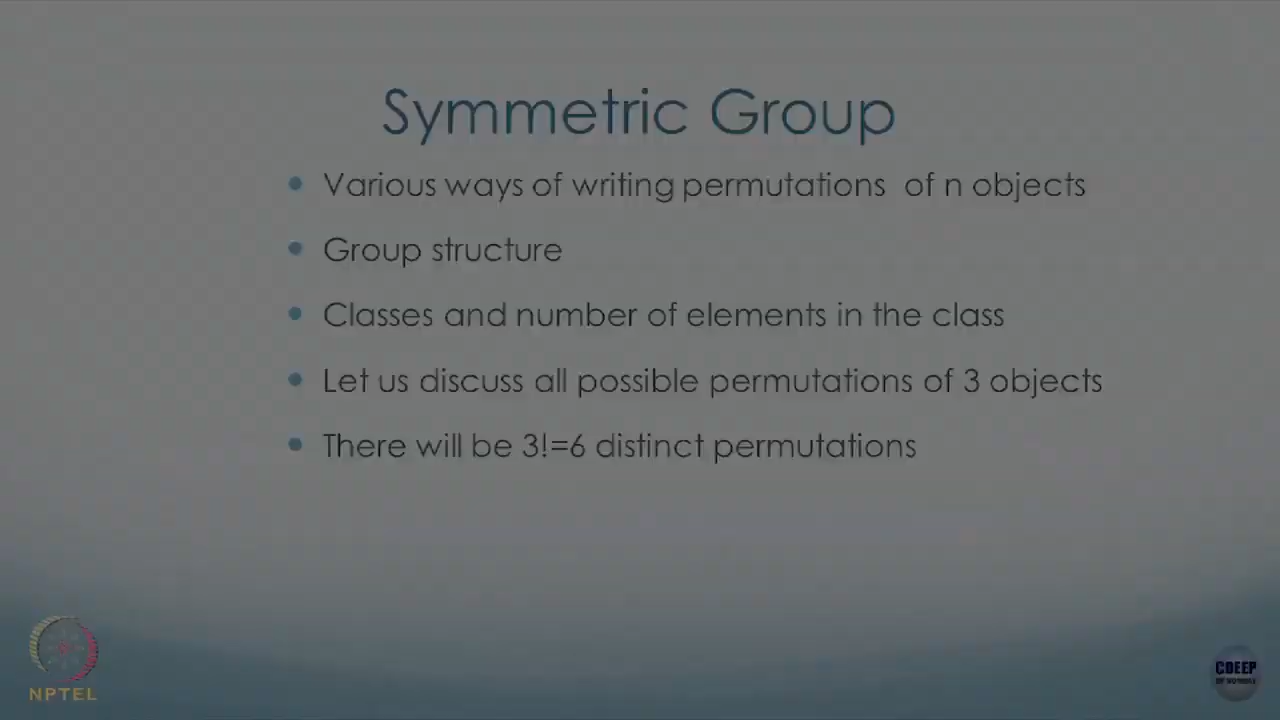 Symmetric Group
Various ways of writing permutations of n objects
Group structure
Classes and number of elements in the class
Let us discuss all possible permutations of 3 objects
There will be 3!=6 distinct permutations
NPTEL
CDEEP